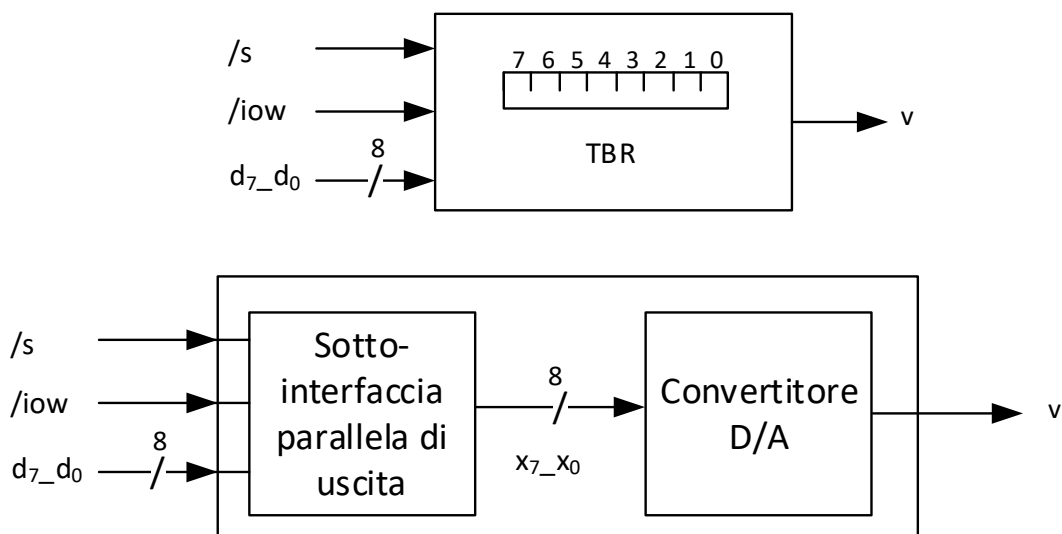 /s
7 6 5 4 3 2 1 0
/iow
v
TBR
8
d₇_d₀
/s
Sotto-
interfaccia
parallela di
uscita
8
Convertitore
D/A
/iow
v
8
d₇_d₀
x₇_x₀